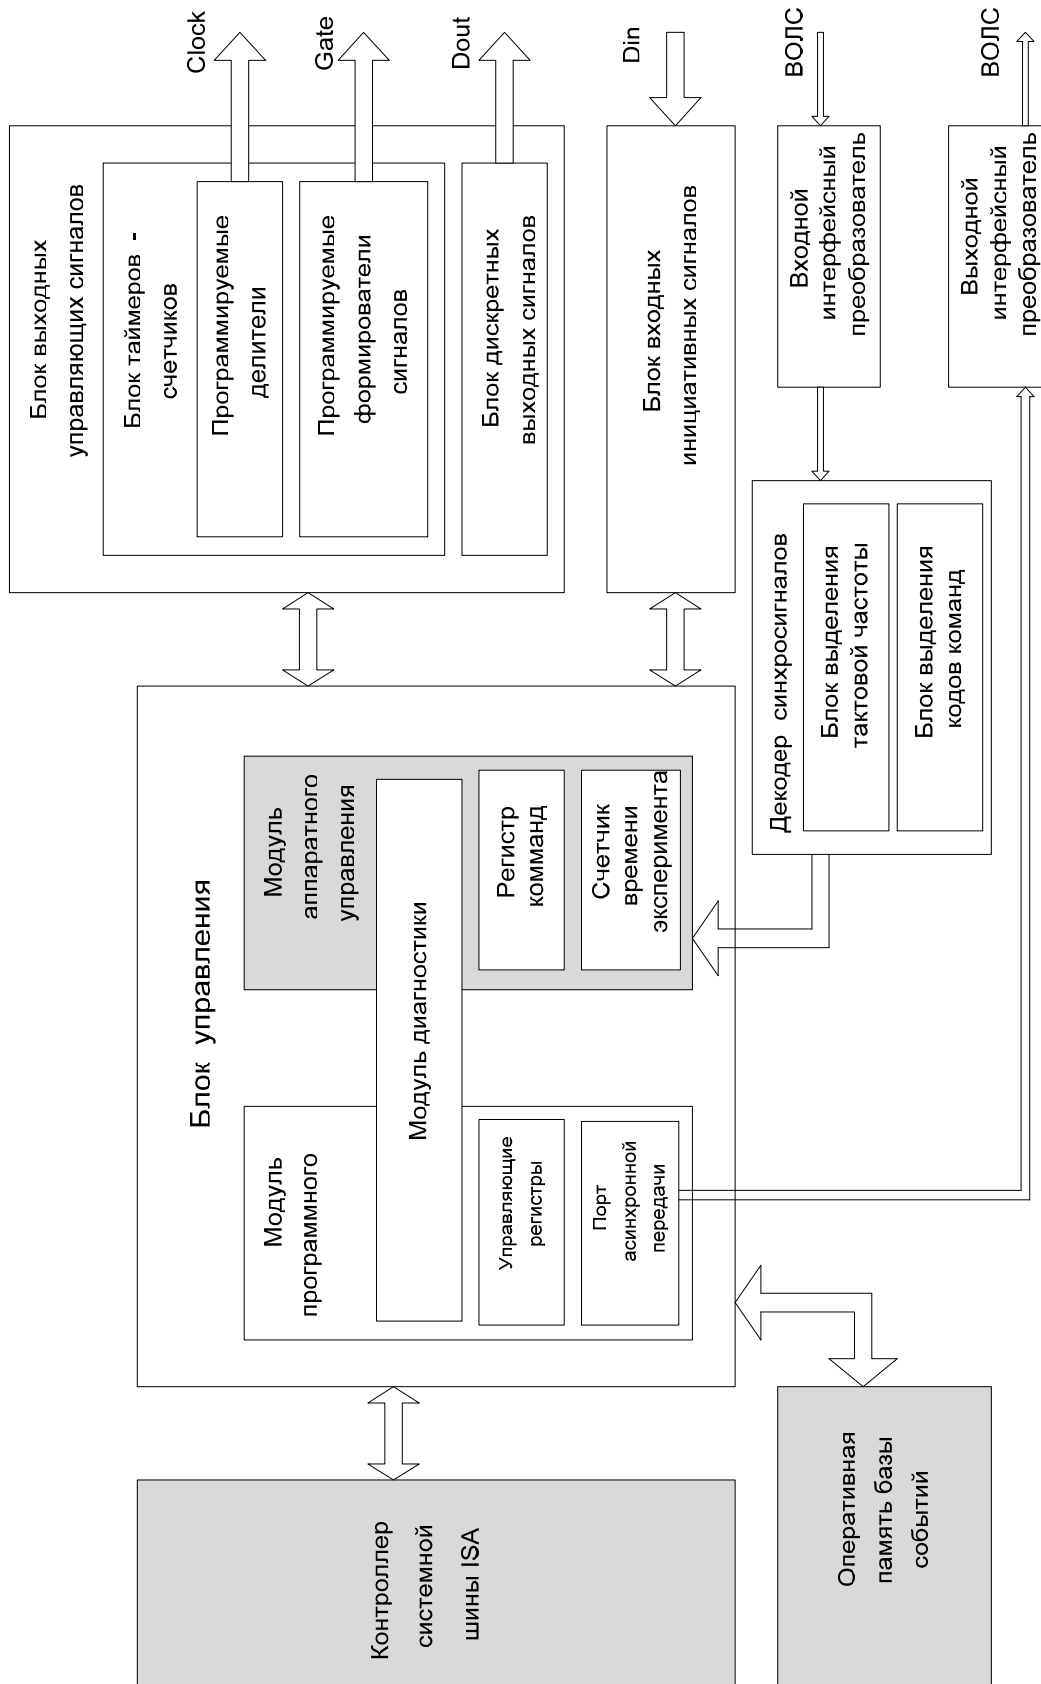 Контроллер
системной
шины ISA
Блок управления
Модуль
программного
Модуль
аппаратного
управления
Модуль диагностики
Управляющие
регистры
Порт
асинхронной
передачи
Регистр
комманд
Счетчик
времени
эксперимента
Оперативная
память базы
событий
Блок выходных
управляющих сигналов
Блок таймеров -
счетчиков
Программируемые
делители
Программируемые
формирователи
сигналов
Блок дискретных
выходных сигналов
Clock
Gate
Dout
Блок входных
инициативных сигналов
Din
Декодер синхросигналов
Блок выделения
тактовой частоты
Блок выделения
кодов команд
Входной
интерфейсный
преобразователь
ВОЛС
Выходной
интерфейсный
преобразователь
ВОЛС